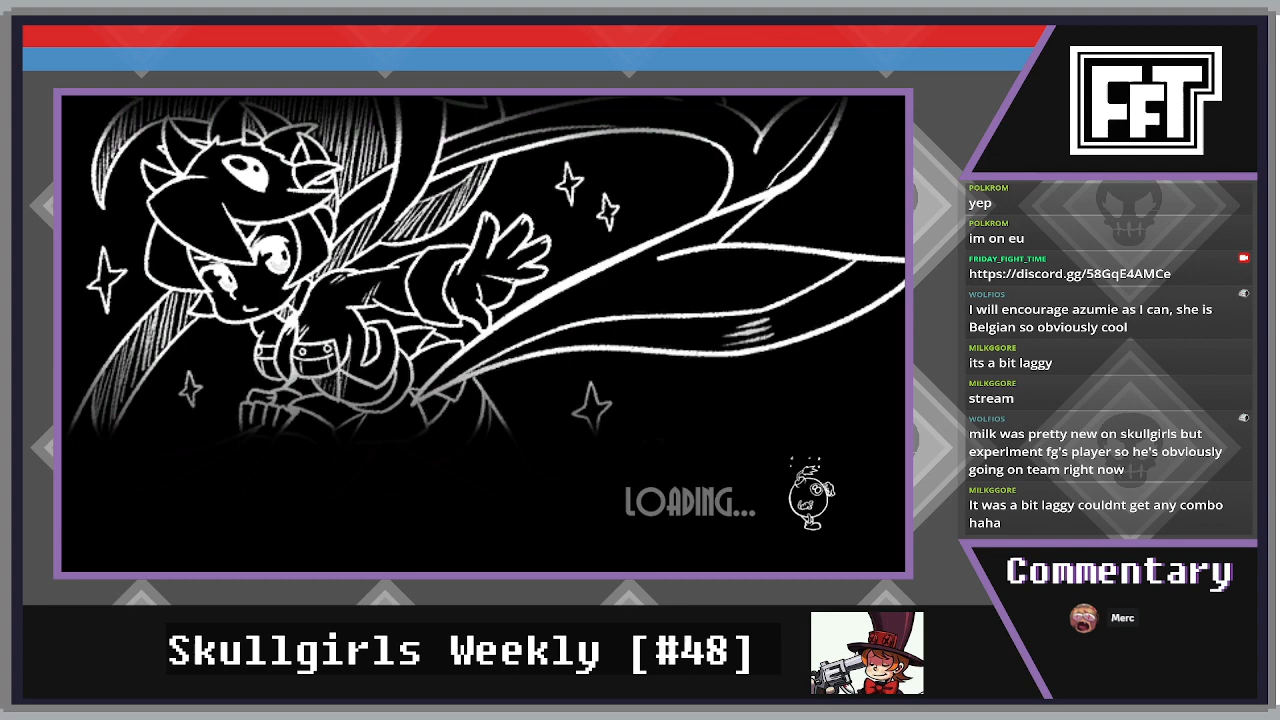 FFT
POLKROM
yep
POLKROM
im on eu
FRIDAY_FIGHT_TIME
https://discord.gg/58GqE4AMCe
WOLFIOS
I will encourage azumie as I can, she is
Belgian so obviously cool
MILKGGORE
its a bit laggy
MILKGGORE
stream
WOLFIOS
milk was pretty new on skullgirls but
experiment fg's player so he's obviously
going on team right now
MILKGGORE
It was a bit laggy couldnt get any combo
haha
LOADING...
Commentary
Merc
Skullgirls Weekly [#48]